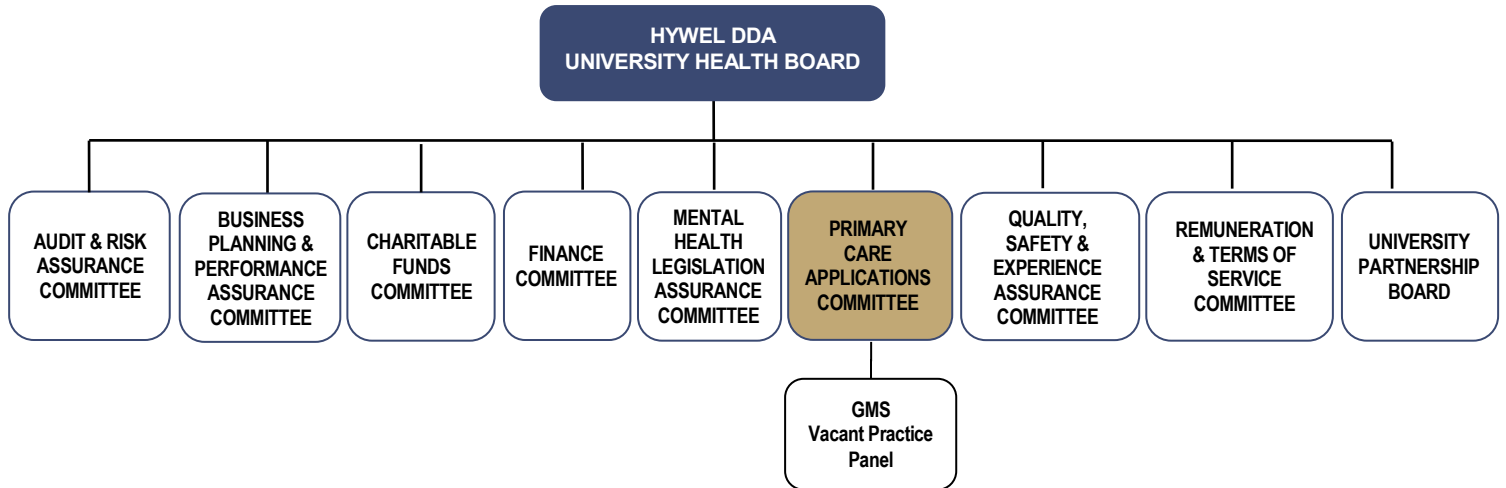 HYWEL DDA
UNIVERSITY HEALTH BOARD
AUDIT & RISK
ASSURANCE
COMMITTEE
BUSINESS
PLANNING &
PERFORMANCE
ASSURANCE
COMMITTEE
CHARITABLE
FUNDS
COMMITTEE
FINANCE
COMMITTEE
MENTAL
HEALTH
LEGISLATION
ASSURANCE
COMMITTEE
PRIMARY
CARE
APPLICATIONS
COMMITTEE
QUALITY,
SAFETY &
EXPERIENCE
ASSURANCE
COMMITTEE
REMUNERATION
& TERMS OF
SERVICE
COMMITTEE
UNIVERSITY
PARTNERSHIP
BOARD
GMS
Vacant Practice
Panel